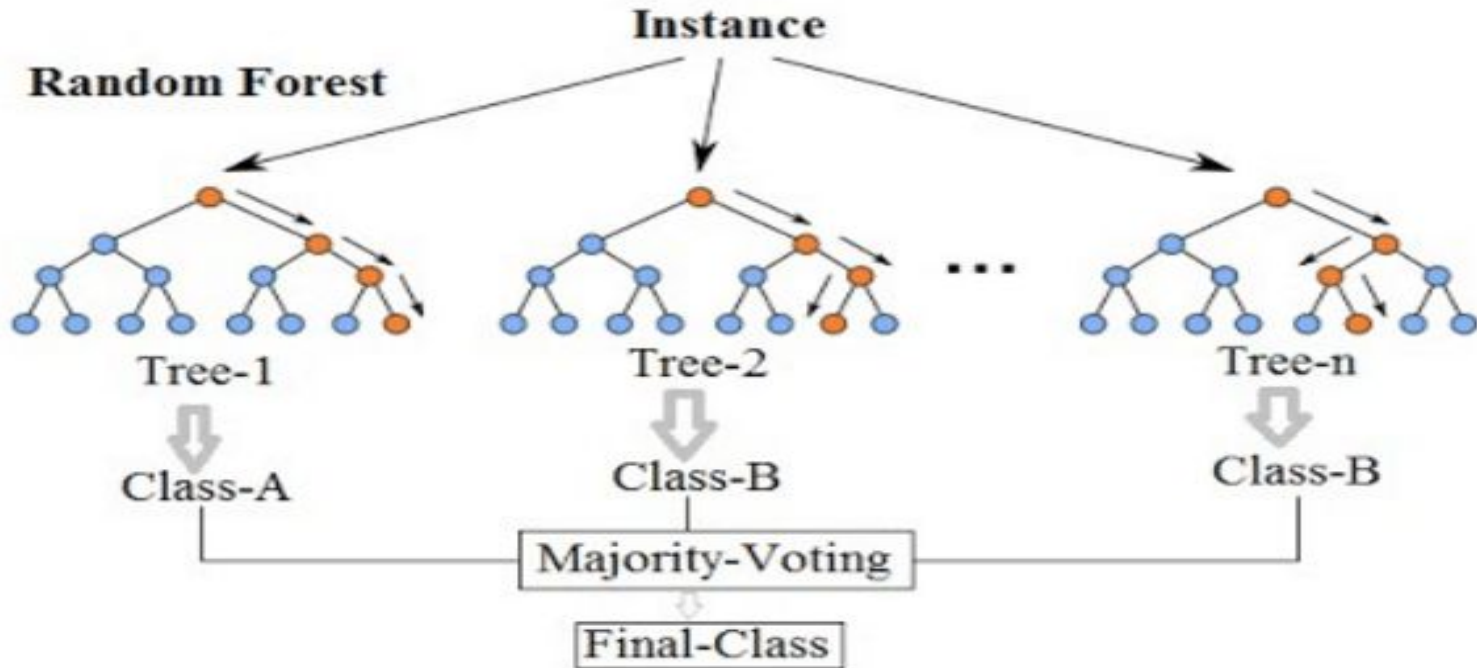 Instance
Random Forest
...
Tree-1
Tree-2
Tree-n
Class-A
Class-B
Class-B
Majority-Voting
Final-Class